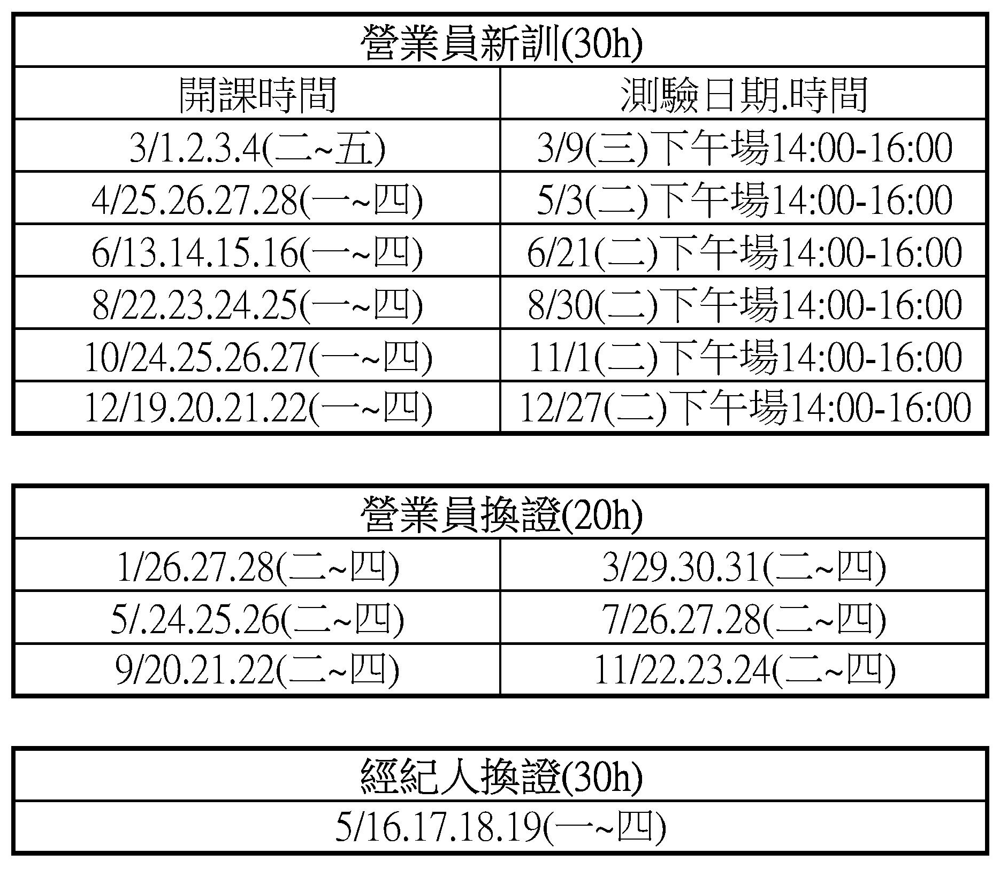 營業員新訓(30h)
開課時間 測驗日期.時間
3/1.2.3.4(二~五) 3/9(三)下午場14:00-16:00
4/25.26.27.28(一~四) 5/3(二)下午場14:00-16:00
6/13.14.15.16(一~四) 6/21(二)下午場14:00-16:00
8/22.23.24.25(一~四) 8/30(二)下午場14:00-16:00
10/24.25.26.27(一~四) 11/1(二)下午場14:00-16:00
12/19.20.21.22(一~四) 12/27(二)下午場14:00-16:00
營業員換證(20h)
1/26.27.28(二~四) 3/29.30.31(二~四)
5/.24.25.26(二~四) 7/26.27.28(二~四)
9/20.21.22(二~四) 11/22.23.24(二~四)
經紀人換證(30h)
5/16.17.18.19(一~四)